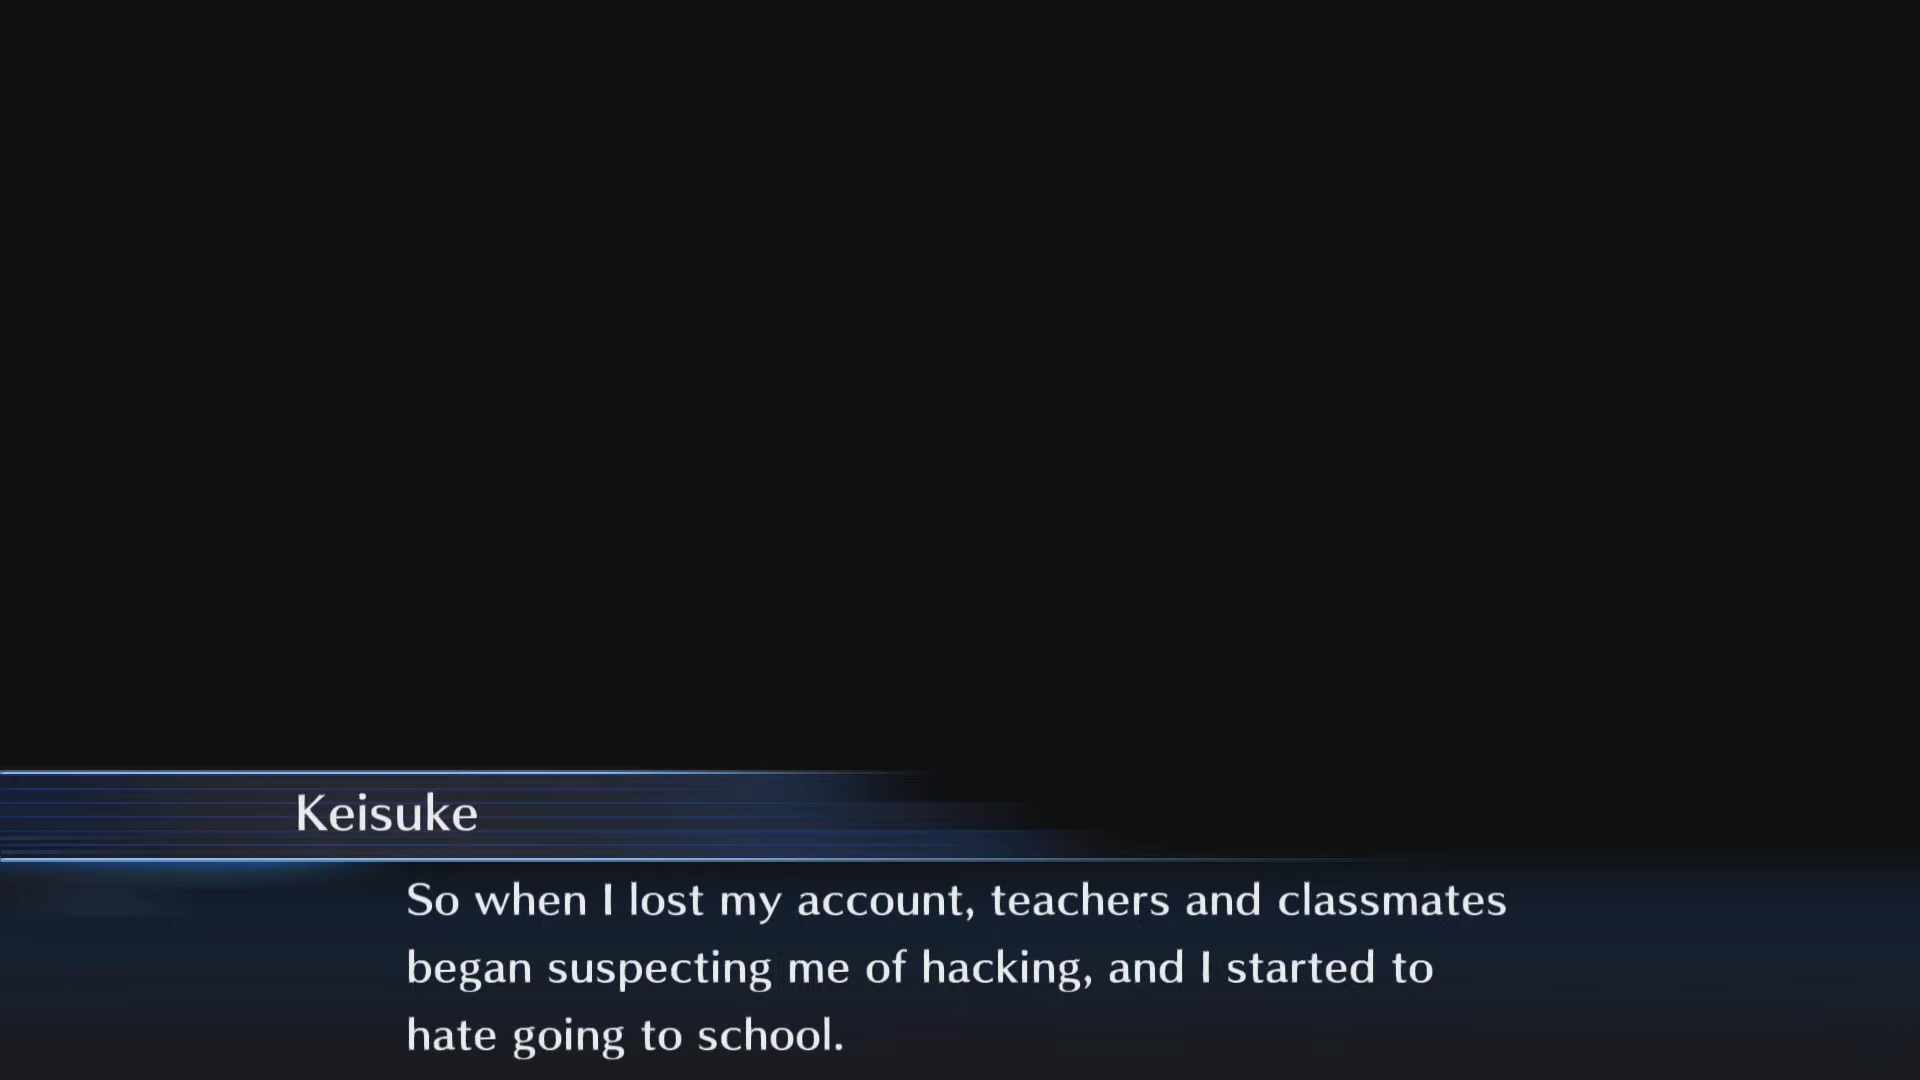 Keisuke
So when I lost my account, teachers and classmates
began suspecting me of hacking, and I started to
hate going to school.